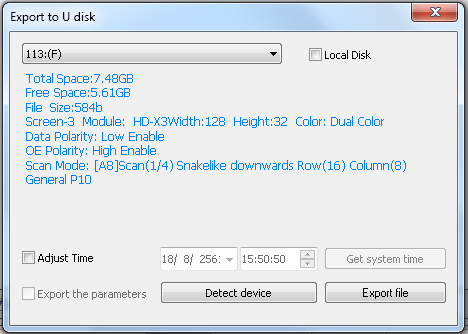 Export to U disk
113:(F)
Local Disk
Total Space:7.48GB
Free Space:5.61GB
File Size:584b
Screen-3 Module: HD-X3Width:128 Height:32 Color: Dual Color
Data Polarity: Low Enable
OE Polarity: High Enable
Scan Mode: [A8]Scan(1/4) Snakelike downwards Row(16) Column(8)
General P10
Adjust Time
18/ 8/ 256
15:50:50
Get system time
Export the parameters
Detect device
Export file